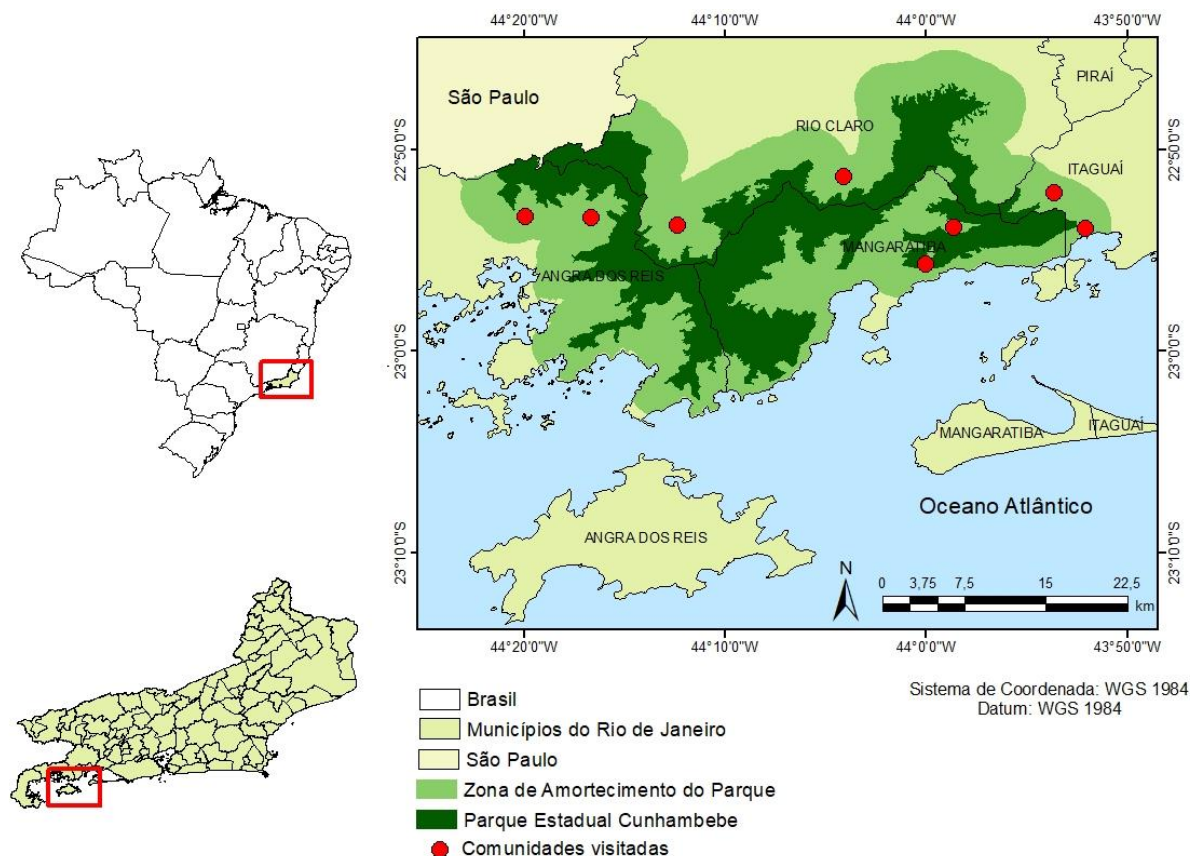 44°20'0"W
44°10'0"W
44°0'0"W
43°50'0"W
São Paulo
PIRAÍ
RIO CLARO
ITAGUAÍ
22°50'0"S
22°50'0"S
MANGARATIBA
ANGRA DOS REIS
23°0'0"S
23°0'0"S
MANGARATIBA
ITAGUAÍ
Oceano Atlântico
ANGRA DOS REIS
23°10'0"S
23°10'0"S
N
0 3,75 7,5 15 22,5
km
44°20'0"W
44°10'0"W
44°0'0"W
43°50'0"W
Brasil
Municípios do Rio de Janeiro
São Paulo
Zona de Amortecimento do Parque
Parque Estadual Cunhambebe
Comunidades visitadas
Sistema de Coordenada: WGS 1984
Datum: WGS 1984